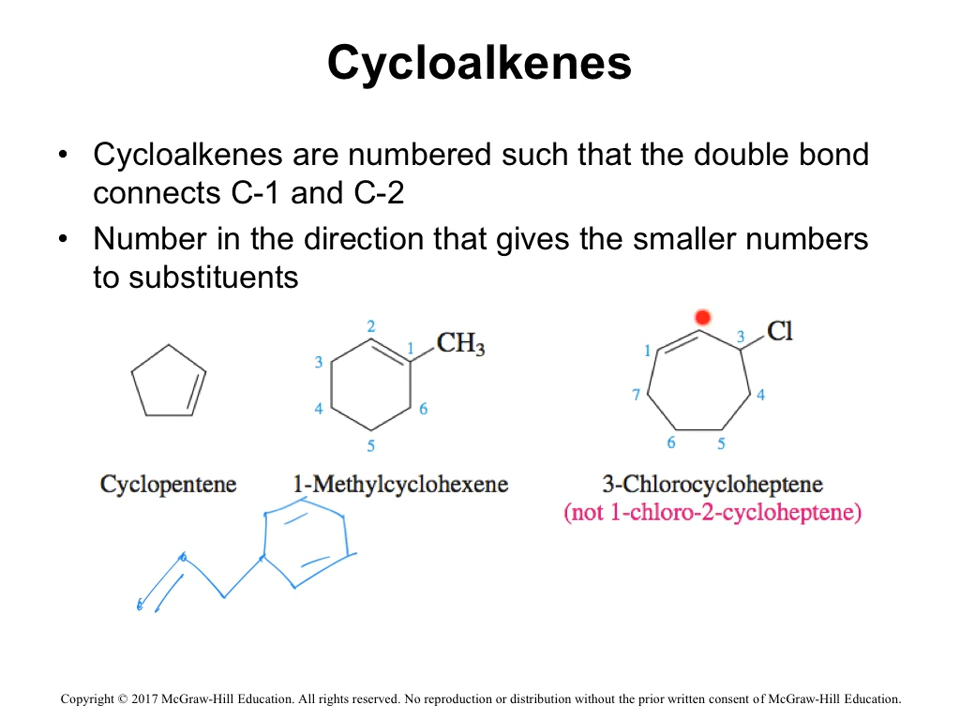 Cycloalkenes
• Cycloalkenes are numbered such that the double bond
connects C-1 and C-2
• Number in the direction that gives the smaller numbers
to substituents
2
1
CH3
3
4
6
5
1
3
Cl
7
4
6
5
Cyclopentene
1-Methylcyclohexene
3-Chlorocycloheptene
(not 1-chloro-2-cycloheptene)
Copyright © 2017 McGraw-Hill Education. All rights reserved. No reproduction or distribution without the prior written consent of McGraw-Hill Education.